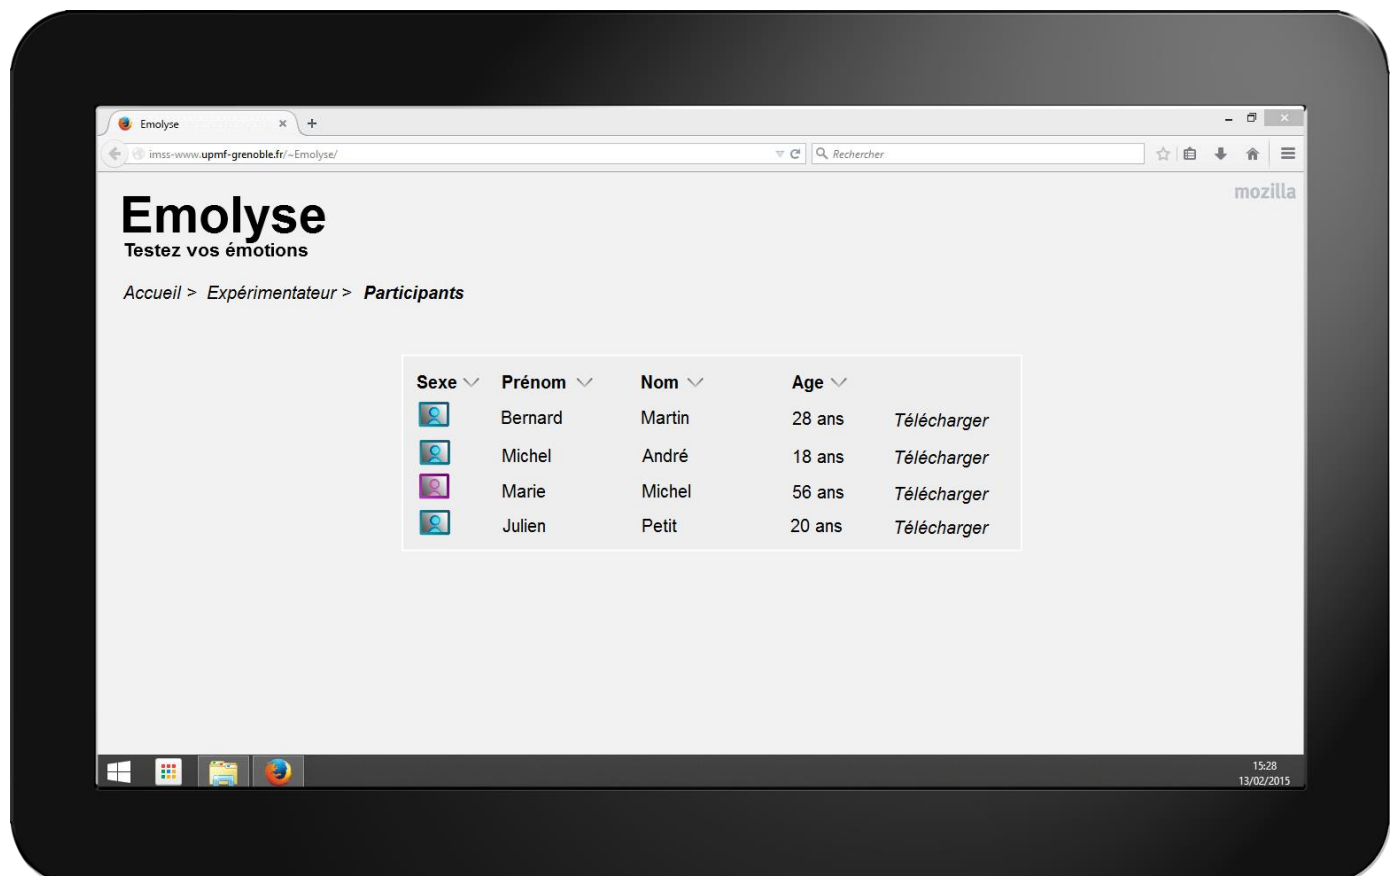 Emolyse
imss-www.upmf-grenoble.fr/~Emolyse/ Rechercher
mozilla
Emolyse
Testez vos émotions
Accueil > Expérimentateur > Participants
Sexe Prénom Nom Age
Bernard Martin 28 ans Télécharger
Michel André 18 ans Télécharger
Marie Michel 56 ans Télécharger
Julien Petit 20 ans Télécharger
15:28
13/02/2015